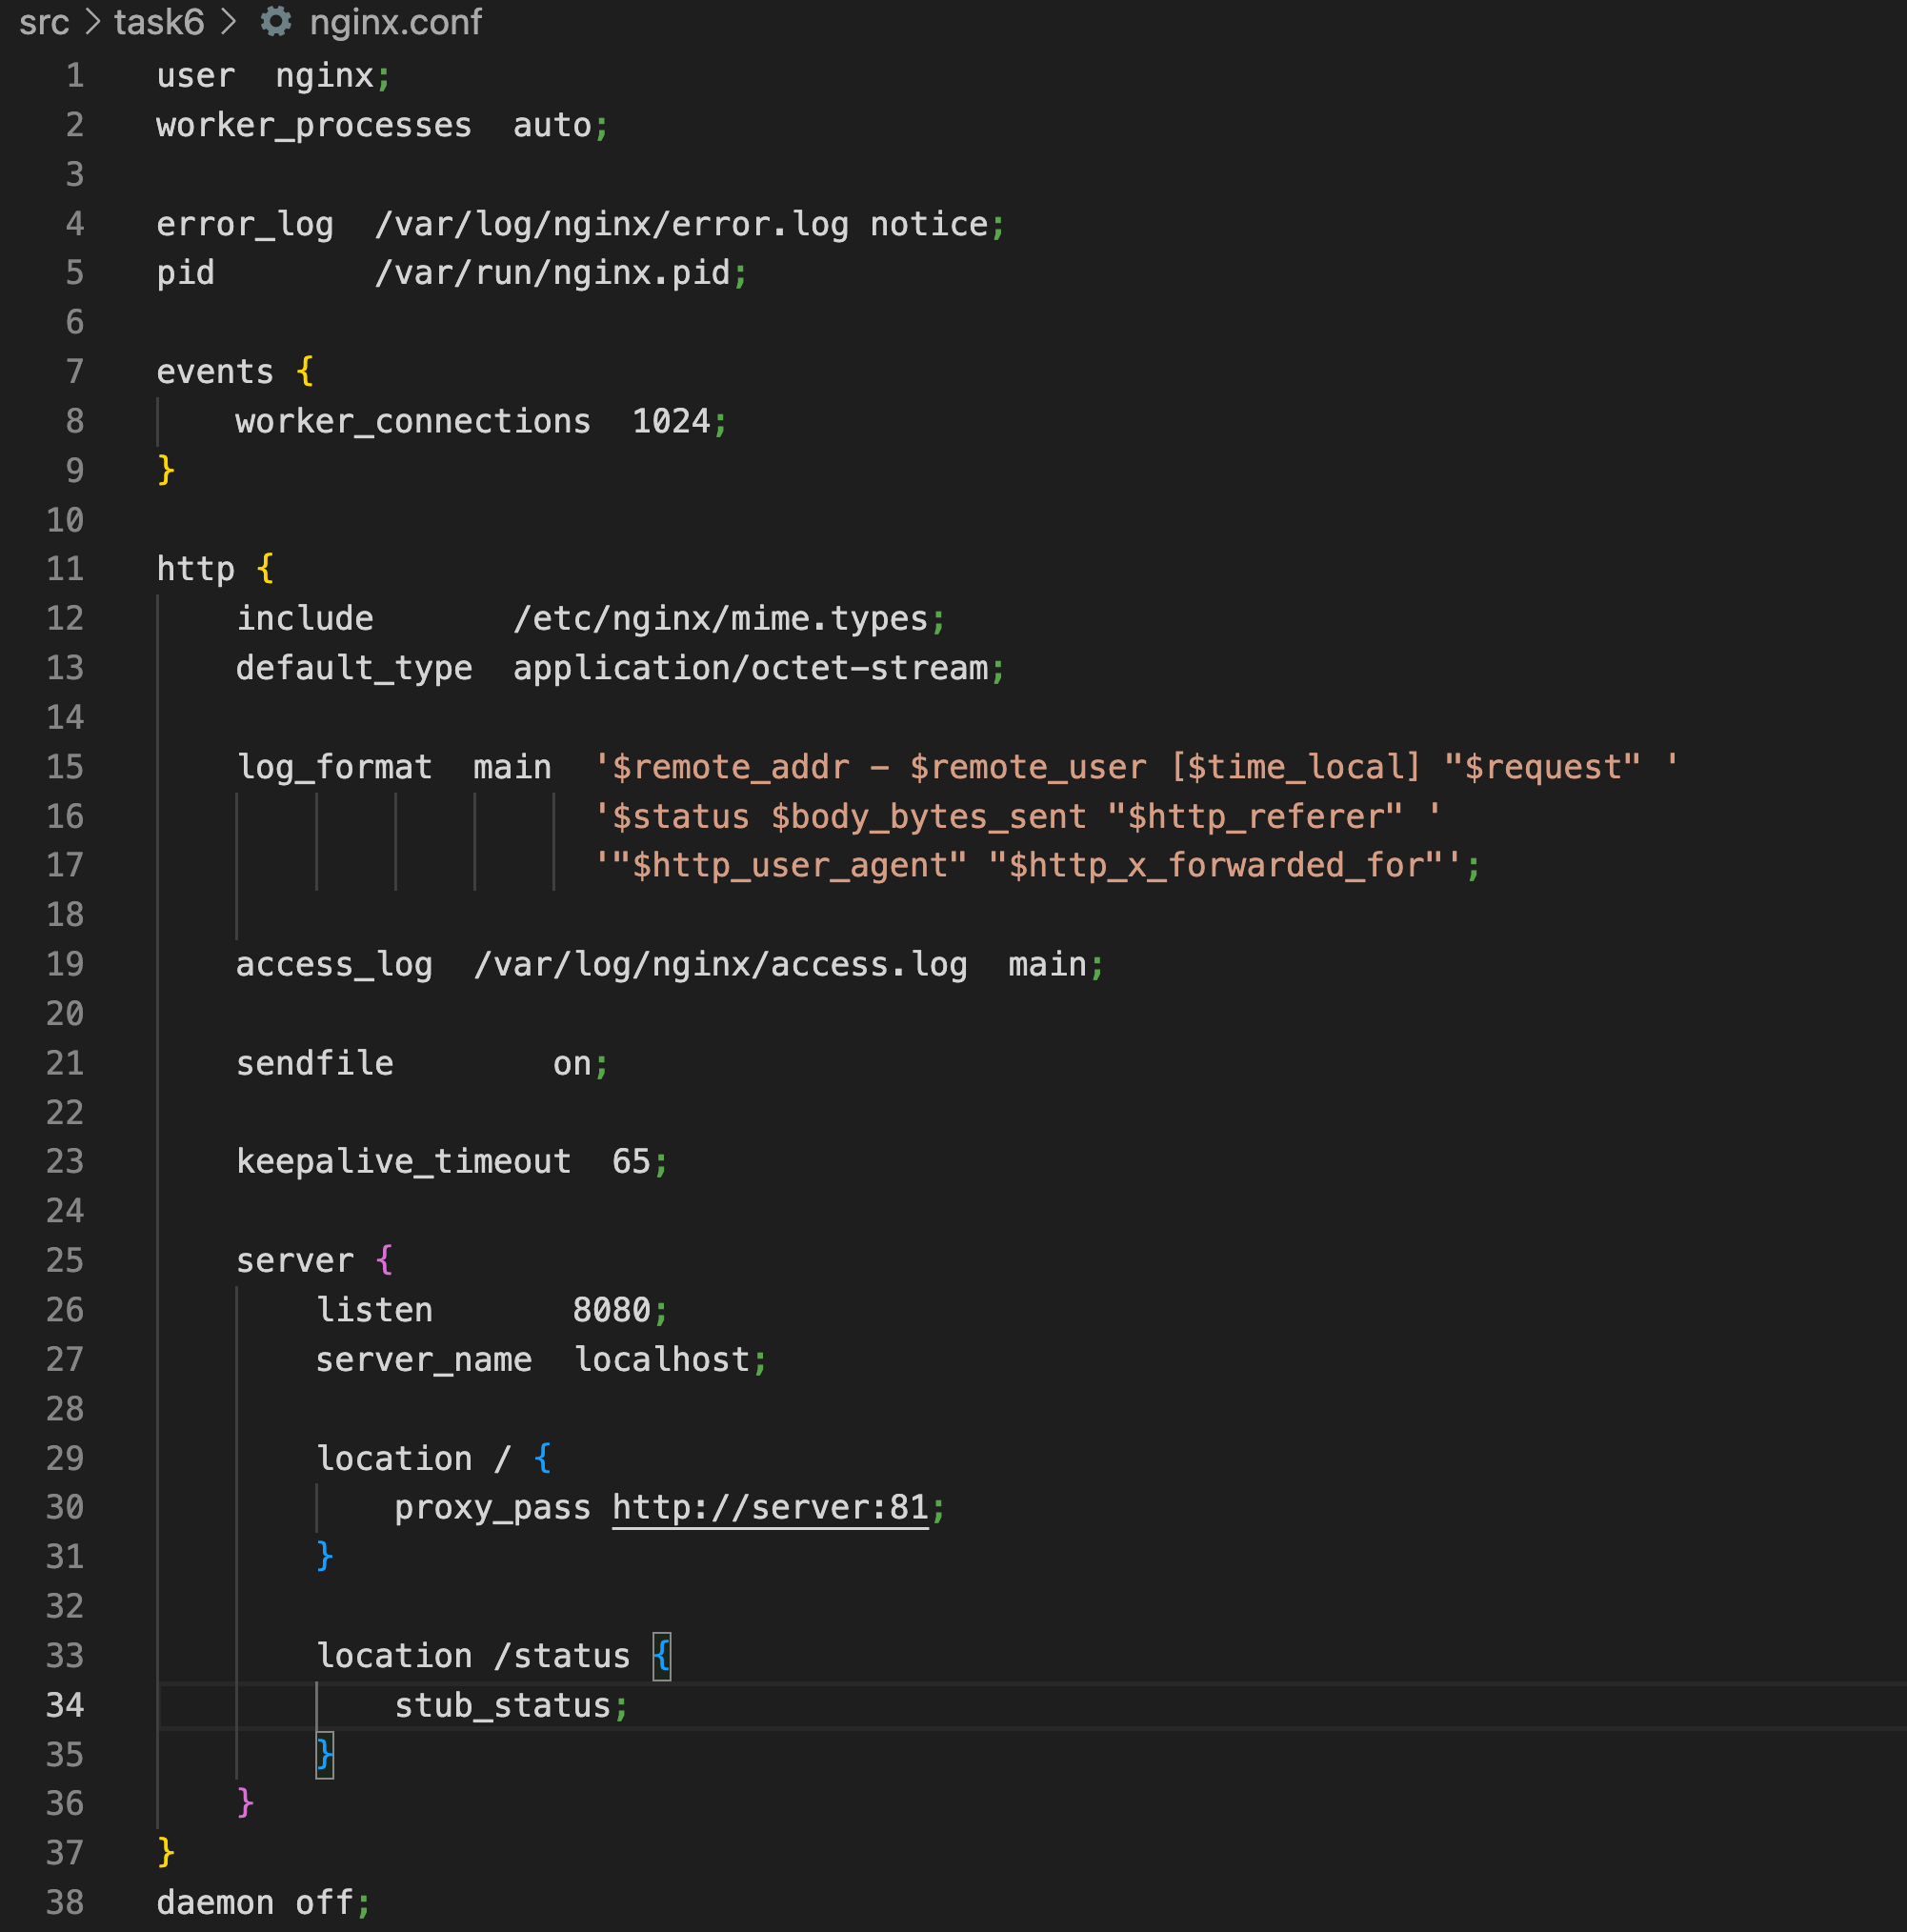 src > task6 > nginx.conf
1 user  nginx;
2 worker_processes  auto;
3
4 error_log  /var/log/nginx/error.log notice;
5 pid        /var/run/nginx.pid;
6
7 events {
8     worker_connections  1024;
9 }
10
11 http {
12     include       /etc/nginx/mime.types;
13     default_type  application/octet-stream;
14
15     log_format  main  '$remote_addr - $remote_user [$time_local] "$request" '
16                       '$status $body_bytes_sent "$http_referer" '
17                       '"$http_user_agent" "$http_x_forwarded_for"';
18
19     access_log  /var/log/nginx/access.log  main;
20
21     sendfile        on;
22
23     keepalive_timeout  65;
24
25     server {
26         listen       8080;
27         server_name  localhost;
28
29         location / {
30             proxy_pass http://server:81;
31         }
32
33         location /status {
34             stub_status;
35         }
36     }
37 }
38 daemon off;